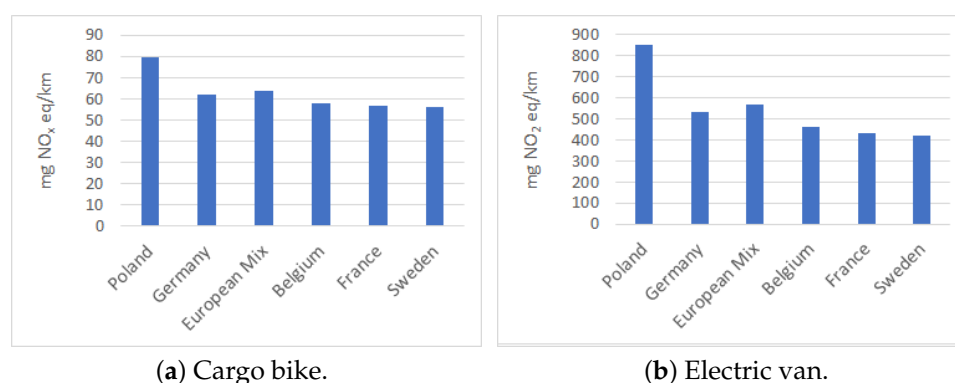 90
80
70
60
50
40
30
20
10
0
mg NOₓ eq/km
Poland
Germany
European Mix
Belgium
France
Sweden
(a) Cargo bike.
900
800
700
600
500
400
300
200
100
0
mg NO₂ eq/km
Poland
Germany
European Mix
Belgium
France
Sweden
(b) Electric van.